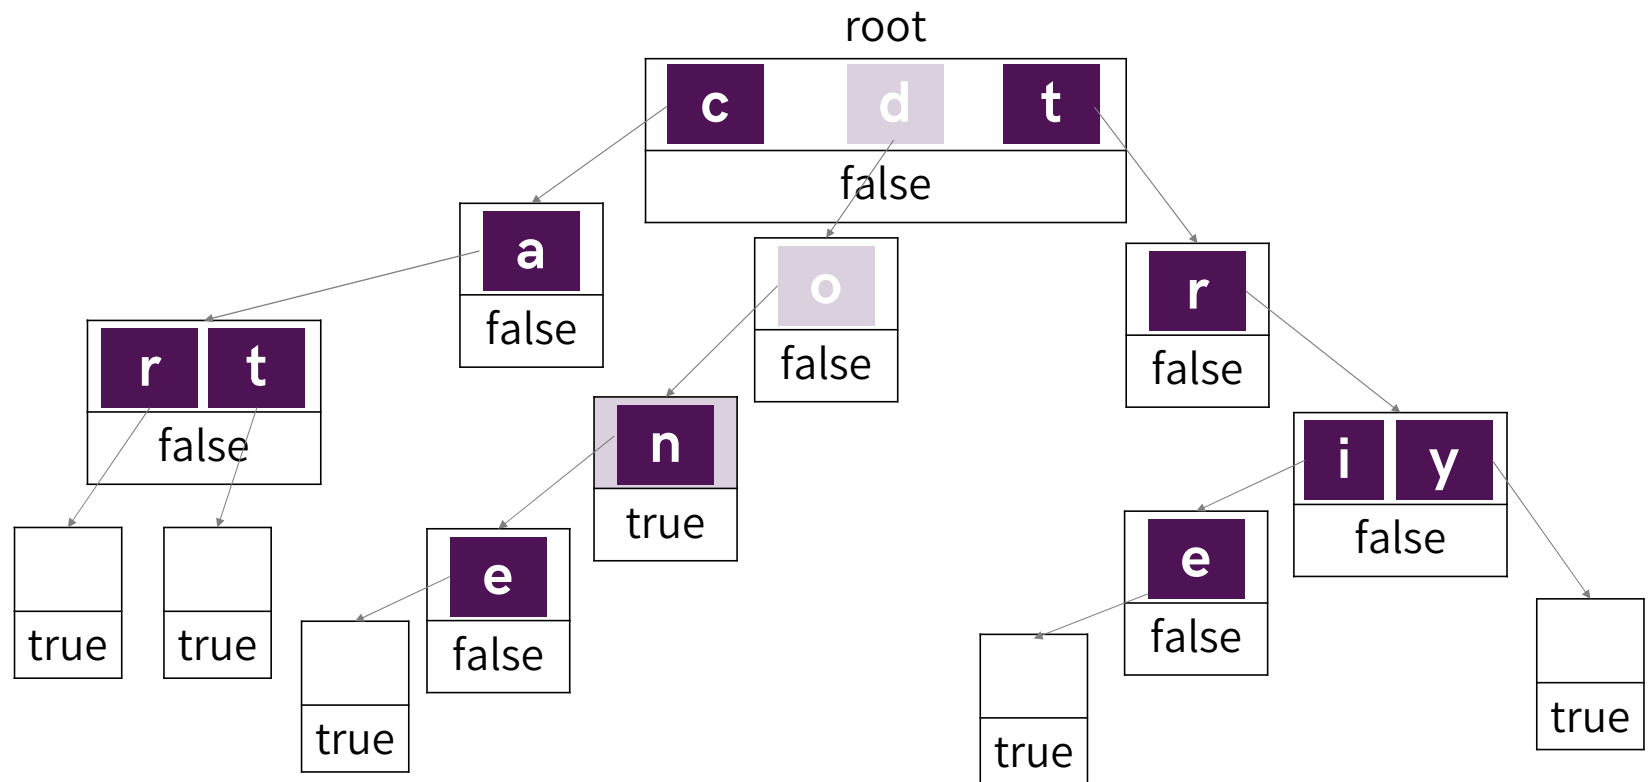 root
c d t
false
a
false
o
false
r
false
r t
false
n
true
i y
false
e
false
e
false
true
true
true
true
true